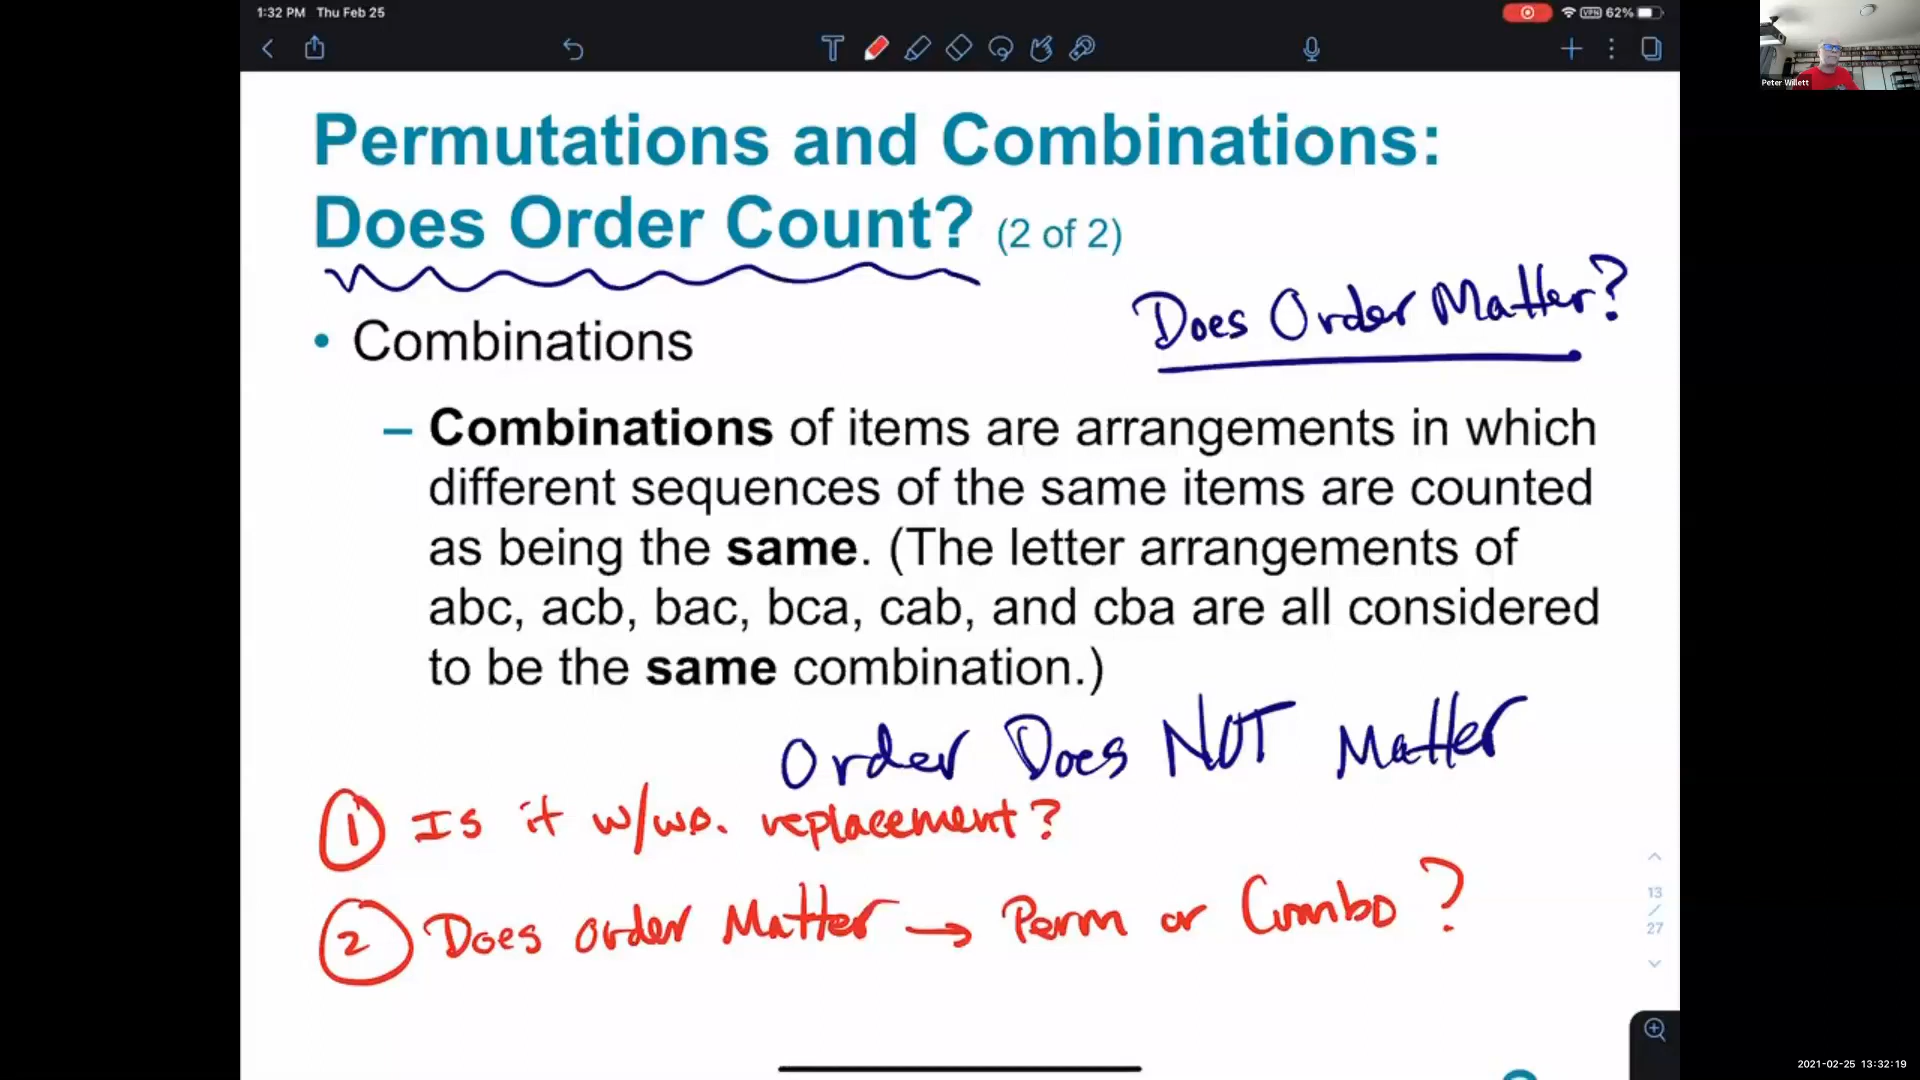 1:32 PM Thu Feb 25
VPN 62%
Peter Willett
Permutations and Combinations:
Does Order Count? (2 of 2)
Does Order Matter?
• Combinations
– Combinations of items are arrangements in which
different sequences of the same items are counted
as being the same. (The letter arrangements of
abc, acb, bac, bca, cab, and cba are all considered
to be the same combination.)
Order Does NOT Matter
1 Is it w/wo. replacement?
2 Does order Matter → Perm or Combo?
13
/
27
2021-02-25 13:32:19